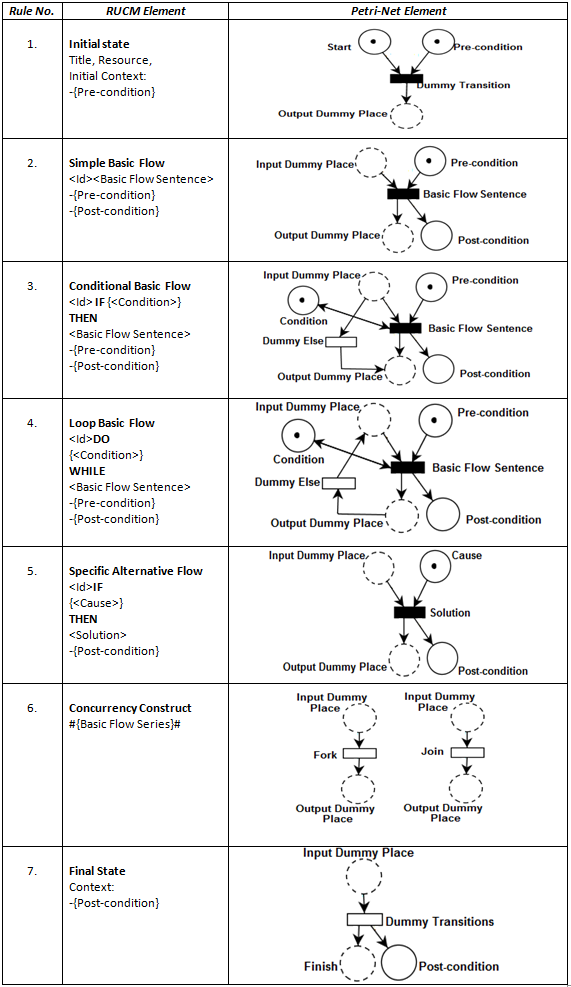 Rule No. RUCM Element Petri-Net Element
1.
Initial state
Title, Resource,
Initial Context:
-{Pre-condition}
Start
Pre-condition
Dummy Transition
Output Dummy Place
2.
Simple Basic Flow
<Id><Basic Flow Sentence>
-{Pre-condition}
-{Post-condition}
Input Dummy Place
Pre-condition
Basic Flow Sentence
Output Dummy Place
Post-condition
3.
Conditional Basic Flow
<Id> IF {<Condition>}
THEN
<Basic Flow Sentence>
-{Pre-condition}
-{Post-condition}
Input Dummy Place
Pre-condition
Condition
Basic Flow Sentence
Dummy Else
Output Dummy Place
Post-condition
4.
Loop Basic Flow
<Id>DO
{<Condition>}
WHILE
<Basic Flow Sentence>
-{Pre-condition}
-{Post-condition}
Input Dummy Place
Pre-condition
Condition
Basic Flow Sentence
Dummy Else
Output Dummy Place
Post-condition
5.
Specific Alternative Flow
<Id>IF
{<Cause>}
THEN
<Solution>
-{Post-condition}
Input Dummy Place
Cause
Solution
Output Dummy Place
Post-condition
6.
Concurrency Construct
#{Basic Flow Series}#
Input Dummy
Place
Fork
Output Dummy
Place
Input Dummy
Place
Join
Output Dummy
Place
7.
Final State
Context:
-{Post-condition}
Input Dummy Place
Dummy Transitions
Finish
Post-condition